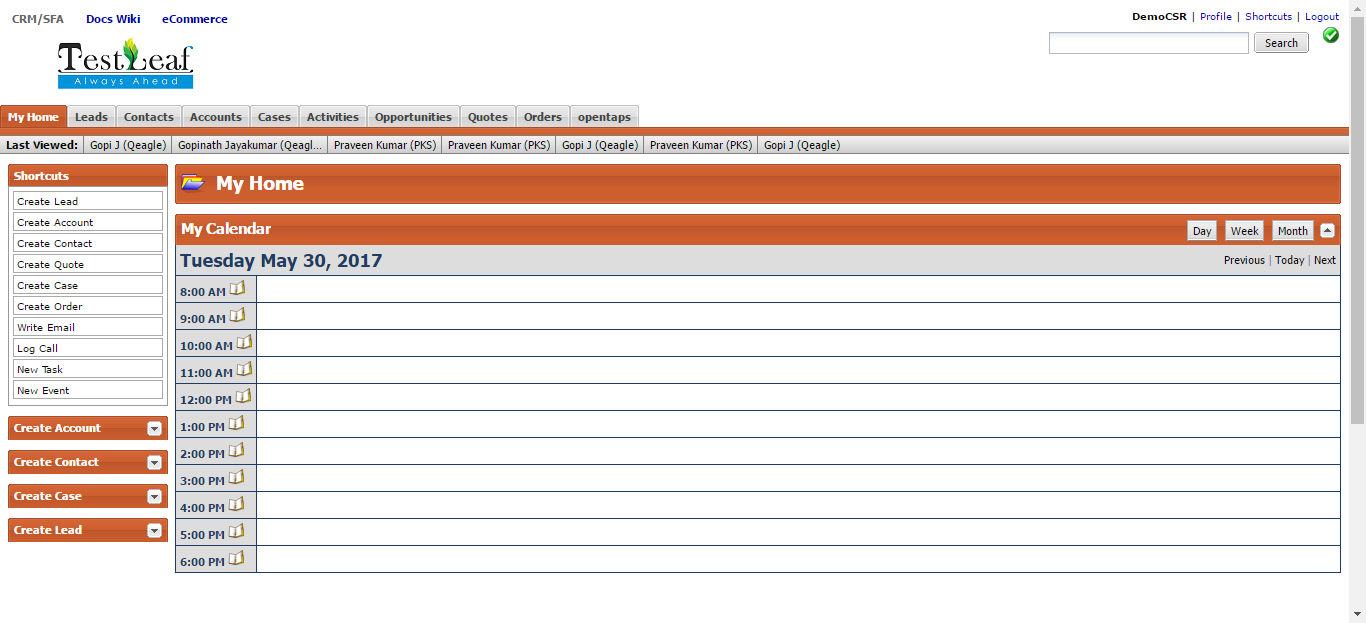 CRM/SFA Docs Wiki eCommerce
DemoCSR | Profile | Shortcuts | Logout
Search
TestLeaf
Always Ahead
My Home Leads Contacts Accounts Cases Activities Opportunities Quotes Orders opentaps
Last Viewed: Gopi J (Qeagle) Gopinath Jayakumar (Qeagl... Praveen Kumar (PKS) Praveen Kumar (PKS) Gopi J (Qeagle) Praveen Kumar (PKS) Gopi J (Qeagle)
Shortcuts
Create Lead
Create Account
Create Contact
Create Quote
Create Case
Create Order
Write Email
Log Call
New Task
New Event
Create Account
Create Contact
Create Case
Create Lead
My Home
My Calendar Day Week Month
Tuesday May 30, 2017 Previous | Today | Next
8:00 AM
9:00 AM
10:00 AM
11:00 AM
12:00 PM
1:00 PM
2:00 PM
3:00 PM
4:00 PM
5:00 PM
6:00 PM